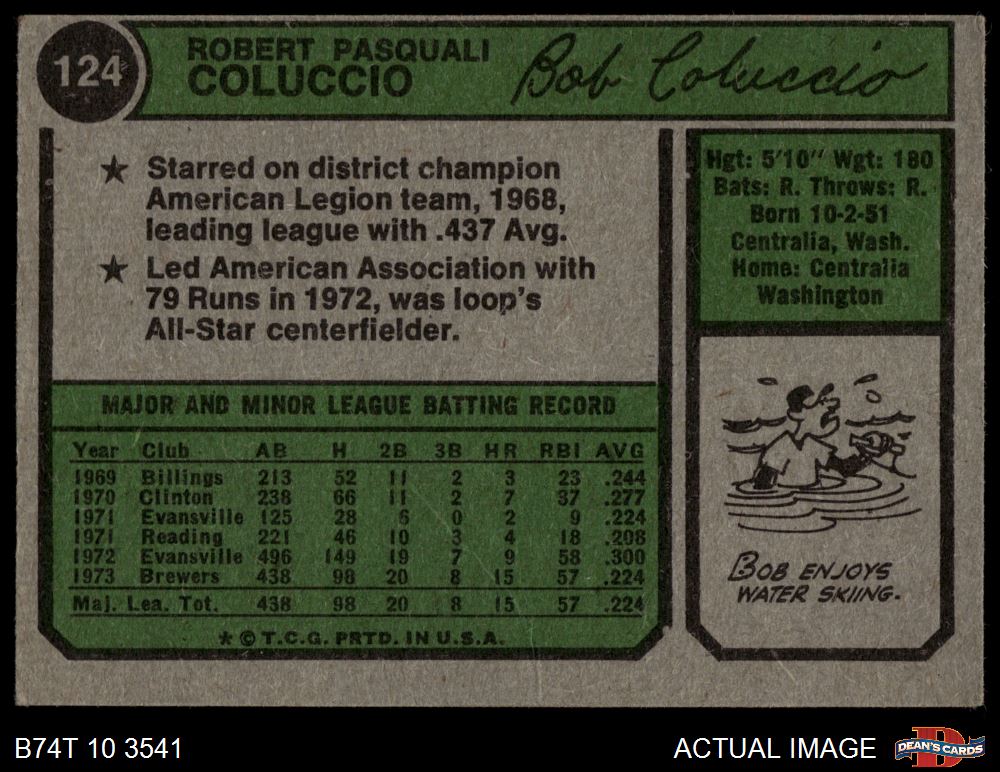 124
ROBERT PASQUALI
COLUCCIO
Bob Coluccio
★ Starred on district champion
American Legion team, 1968,
leading league with .437 Avg.
★ Led American Association with
79 Runs in 1972, was loop's
All-Star centerfielder.
Hgt: 5'10" Wgt: 180
Bats: R. Throws: R.
Born 10-2-51
Centralia, Wash.
Home: Centralia
Washington
MAJOR AND MINOR LEAGUE BATTING RECORD
Year Club AB H 2B 3B HR RBI AVG
1969 Billings 213 52 11 2 3 23 .244
1970 Clinton 238 66 11 2 7 37 .277
1971 Evansville 125 28 6 0 2 9 .224
1971 Reading 221 46 10 3 4 18 .208
1972 Evansville 496 149 19 7 9 58 .300
1973 Brewers 438 98 20 8 15 57 .224
Maj. Lea. Tot. 438 98 20 8 15 57 .224
* © T.C.G. PRTD. IN U.S.A.
BOB ENJOYS
WATER SKIING.
B74T 10 3541
ACTUAL IMAGE
DEAN'S CARDS